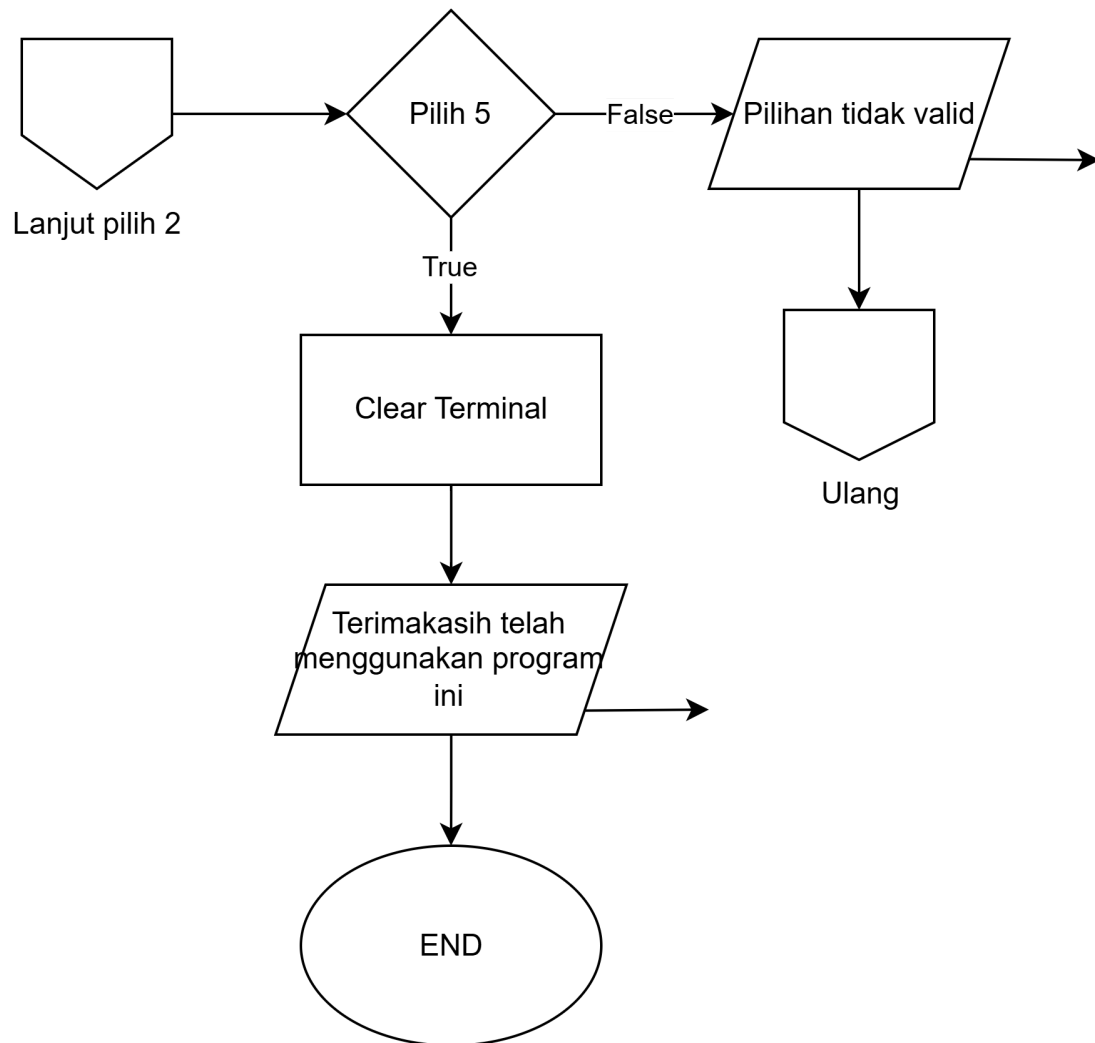 Pilih 5
False
Pilihan tidak valid
Lanjut pilih 2
True
Clear Terminal
Ulang
Terimakasih telah
menggunakan program
ini
END